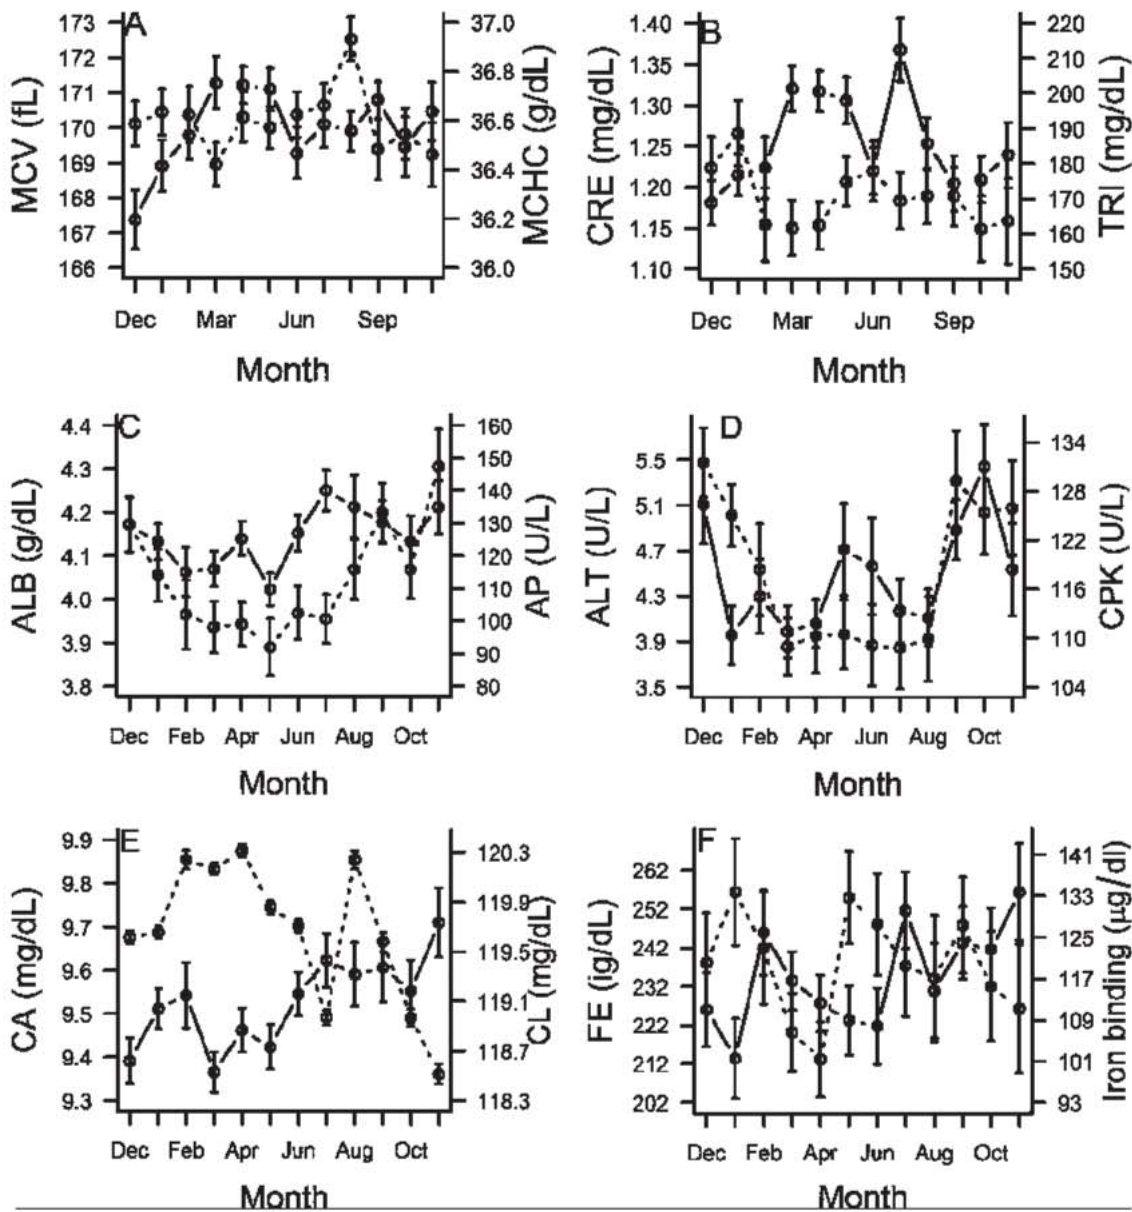 A
173
172
171
170
169
168
167
166
MCV (fL)
37.0
36.8
36.6
36.4
36.2
36.0
MCHC (g/dL)
Dec Mar Jun Sep
Month
B
1.40
1.35
1.30
1.25
1.20
1.15
1.10
CRE (mg/dL)
220
210
200
190
180
170
160
150
TRI (mg/dL)
Dec Mar Jun Sep
Month
C
4.4
4.3
4.2
4.1
4.0
3.9
3.8
ALB (g/dL)
160
150
140
130
120
110
100
90
80
AP (U/L)
Dec Feb Apr Jun Aug Oct
Month
D
5.5
5.1
4.7
4.3
3.9
3.5
ALT (U/L)
134
128
122
116
110
104
CPK (U/L)
Dec Feb Apr Jun Aug Oct
Month
E
9.9
9.8
9.7
9.6
9.5
9.4
9.3
CA (mg/dL)
120.3
119.9
119.5
119.1
118.7
118.3
CL (mg/dL)
Dec Feb Apr Jun Aug Oct
Month
F
262
252
242
232
222
212
202
FE (ig/dL)
141
133
125
117
109
101
93
Iron binding (µg/dl)
Dec Feb Apr Jun Aug Oct
Month